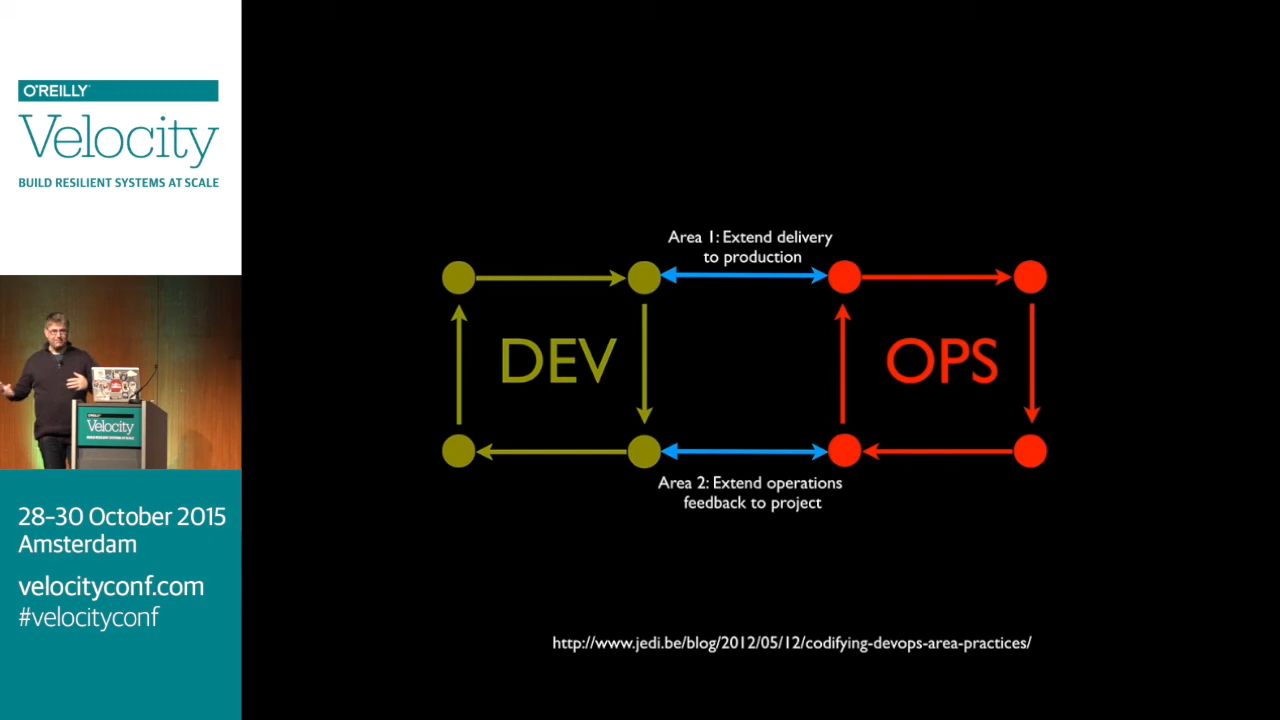 O'REILLY
Velocity
BUILD RESILIENT SYSTEMS AT SCALE
Velocity
28–30 October 2015
Amsterdam
velocityconf.com
#velocityconf
Area 1: Extend delivery
to production
DEV
OPS
Area 2: Extend operations
feedback to project
http://www.jedi.be/blog/2012/05/12/codifying-devops-area-practices/